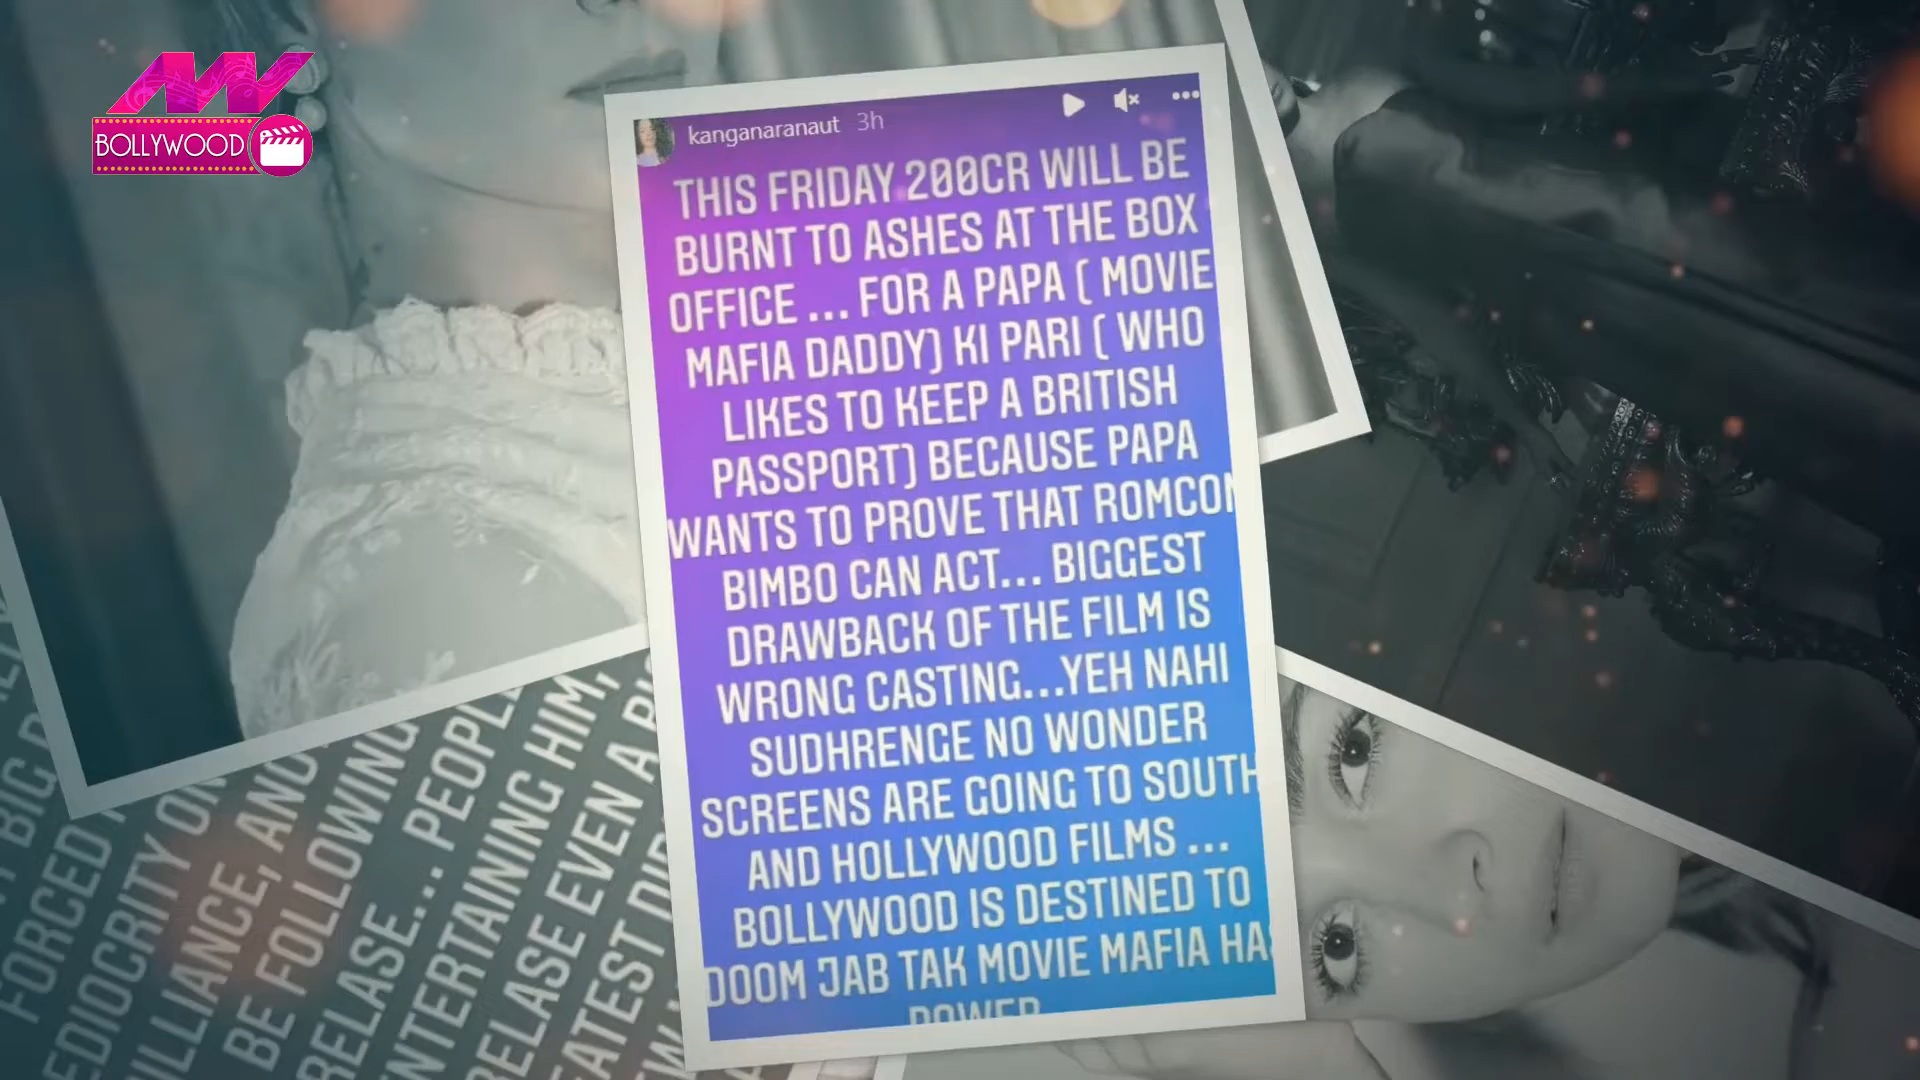 BOLLYWOOD
kanganaranaut 3h
THIS FRIDAY 200CR WILL BE
BURNT TO ASHES AT THE BOX
OFFICE ... FOR A PAPA ( MOVIE
MAFIA DADDY) KI PARI ( WHO
LIKES TO KEEP A BRITISH
PASSPORT) BECAUSE PAPA
WANTS TO PROVE THAT ROMCOM
BIMBO CAN ACT... BIGGEST
DRAWBACK OF THE FILM IS
WRONG CASTING...YEH NAHI
SUDHRENGE NO WONDER
SCREENS ARE GOING TO SOUTH
AND HOLLYWOOD FILMS ...
BOLLYWOOD IS DESTINED TO
DOOM JAB TAK MOVIE MAFIA HAS
POWER
BIG
FORCED
MEDIOCRITY
BRILLIANCE, AND
BE FOLLOWING
RELASE... PEOPLE
ENTERTAINING HIM,
RELASE EVEN A